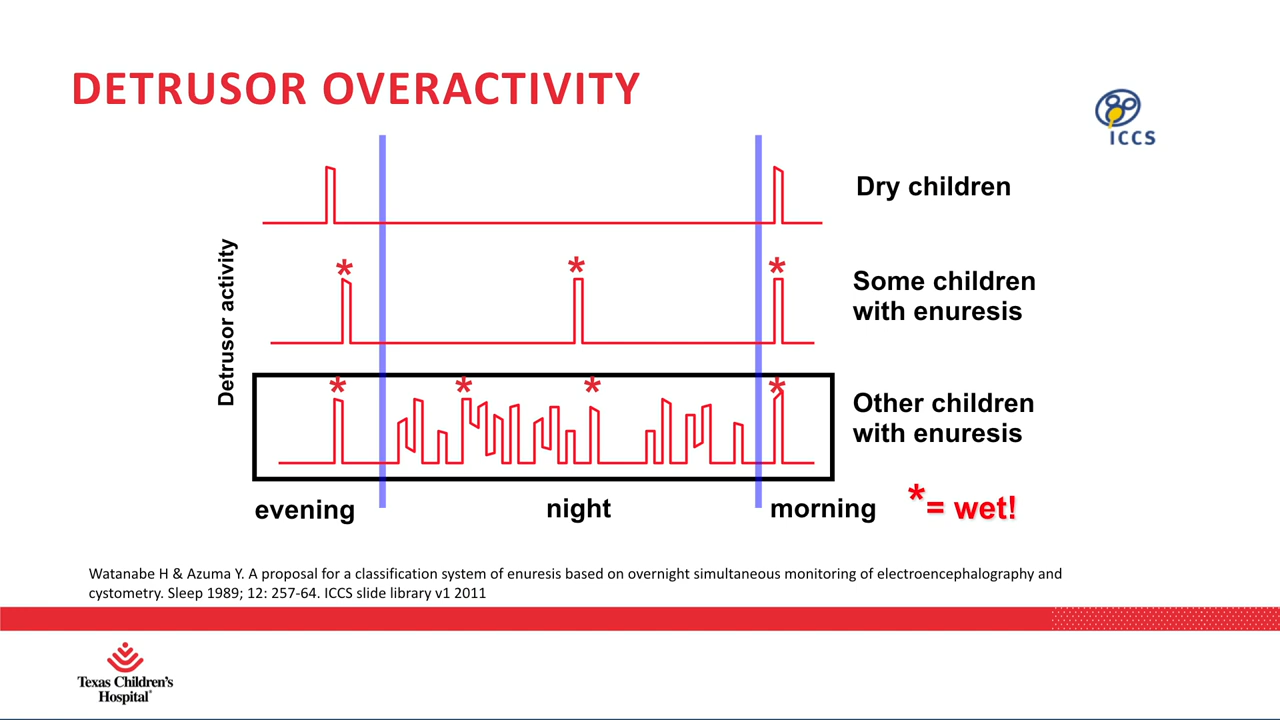 DETRUSOR OVERACTIVITY
ICCS
Dry children
*
*
*
Some children
with enuresis
Detrusor activity
*
*
*
*
Other children
with enuresis
evening
night
morning
*= wet!
Watanabe H & Azuma Y. A proposal for a classification system of enuresis based on overnight simultaneous monitoring of electroencephalography and
cystometry. Sleep 1989; 12: 257-64. ICCS slide library v1 2011
Texas Children's
Hospital®